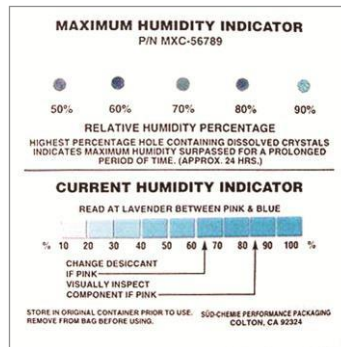 MAXIMUM HUMIDITY INDICATOR
P/N MXC-56789
50% 60% 70% 80% 90%
RELATIVE HUMIDITY PERCENTAGE
HIGHEST PERCENTAGE HOLE CONTAINING DISSOLVED CRYSTALS
INDICATES MAXIMUM HUMIDITY SURPASSED FOR A PROLONGED
PERIOD OF TIME. (APPROX. 24 HRS.)
CURRENT HUMIDITY INDICATOR
READ AT LAVENDER BETWEEN PINK & BLUE
% 10 20 30 40 50 60 70 80 90 100 %
CHANGE DESICCANT
IF PINK
VISUALLY INSPECT
COMPONENT IF PINK
STORE IN ORIGINAL CONTAINER PRIOR TO USE.
REMOVE FROM BAG BEFORE USING.
SÜD-CHEMIE PERFORMANCE PACKAGING
COLTON, CA 92324